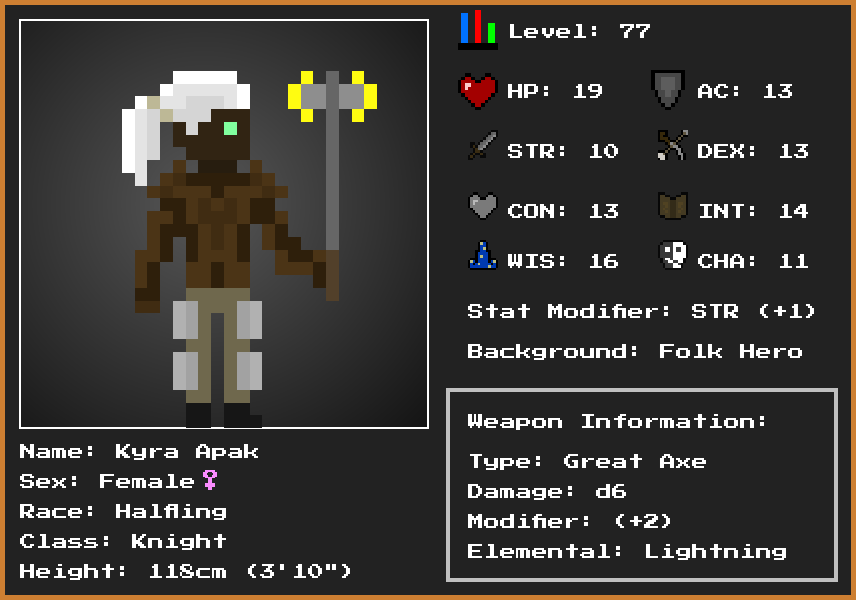 Level: 77
HP: 19
AC: 13
STR: 10
DEX: 13
CON: 13
INT: 14
WIS: 16
CHA: 11
Stat Modifier: STR (+1)
Background: Folk Hero
Weapon Information:
Type: Great Axe
Damage: d6
Modifier: (+2)
Elemental: Lightning
Name: Kyra Apak
Sex: Female♀
Race: Halfling
Class: Knight
Height: 118cm (3'10")